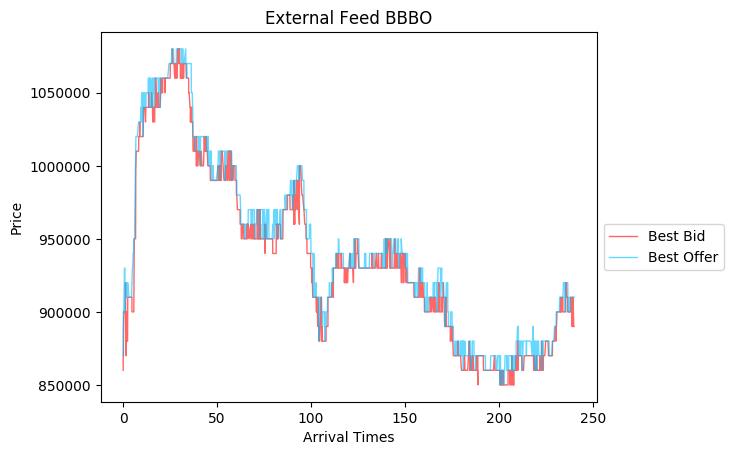 External Feed BBBO
Price
1050000
1000000
950000
900000
850000
0 50 100 150 200 250
Arrival Times
Best Bid
Best Offer